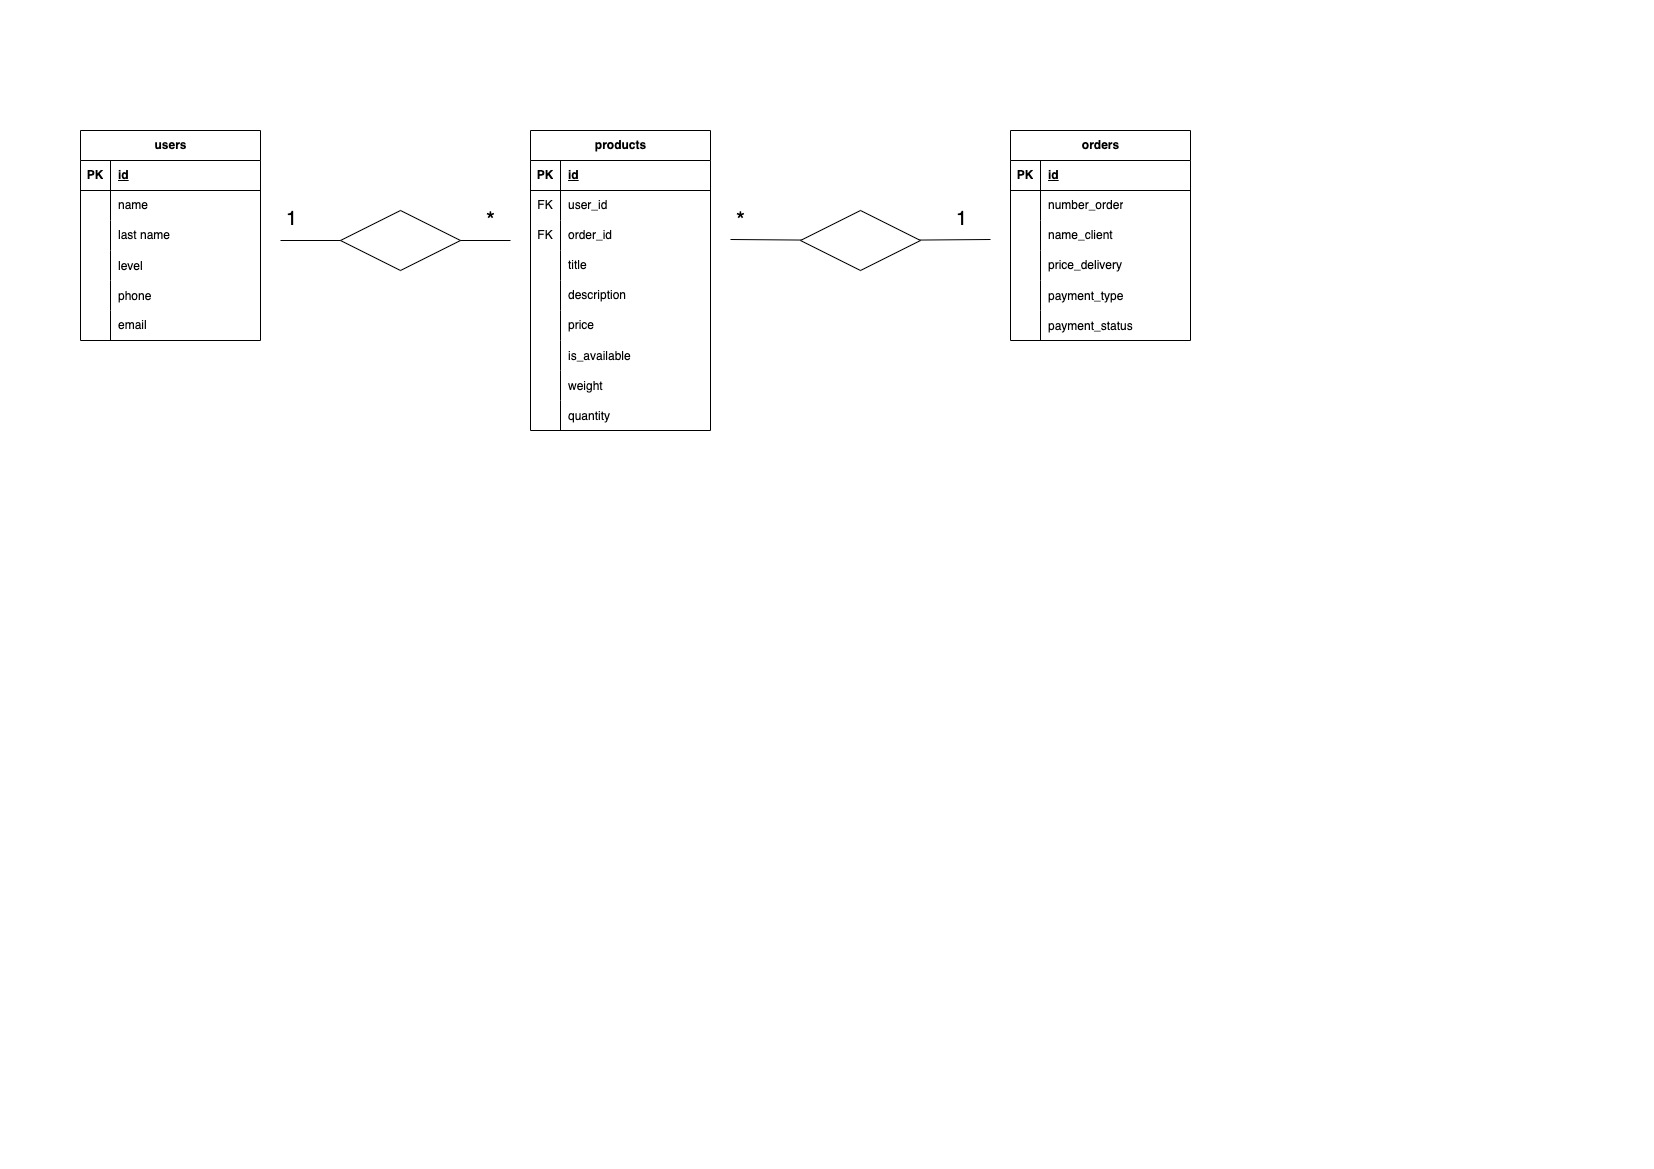 users
PK id
name
last name
level
phone
email
1
*
products
PK id
FK user_id
FK order_id
title
description
price
is_available
weight
quantity
*
1
orders
PK id
number_order
name_client
price_delivery
payment_type
payment_status